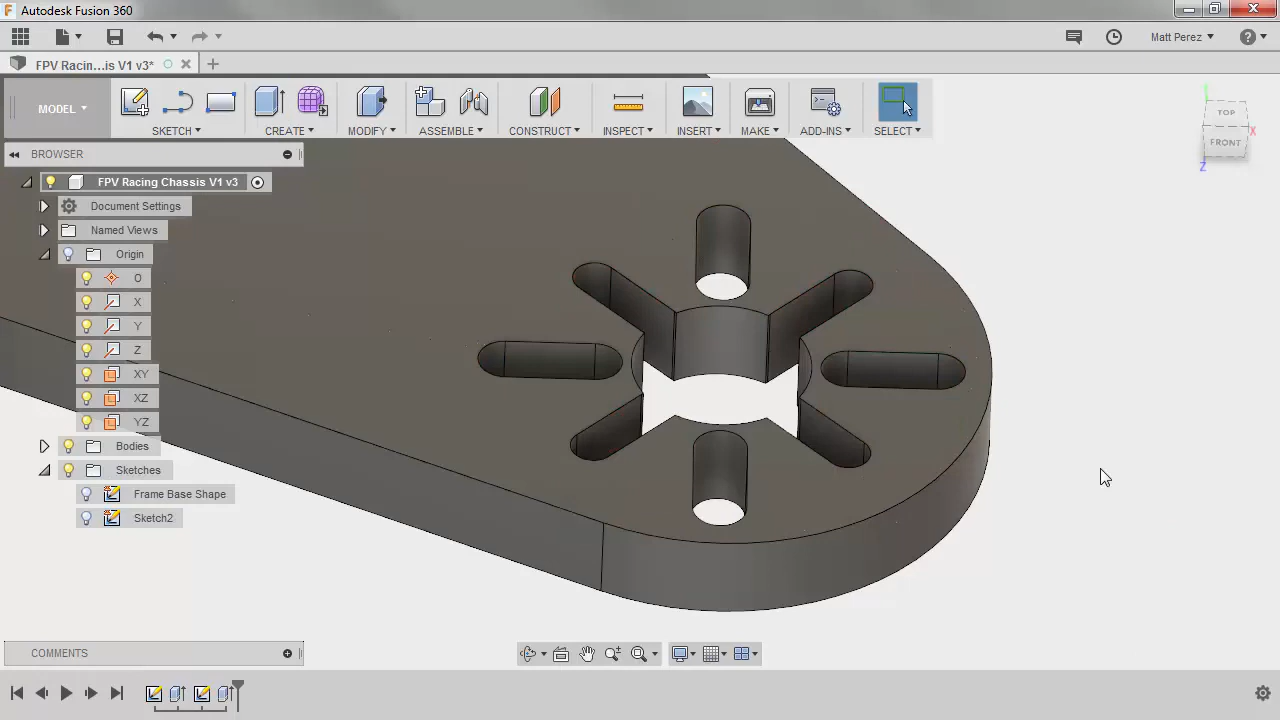 Autodesk Fusion 360
Matt Perez
FPV Racin...is V1 v3*
MODEL
SKETCH
CREATE
MODIFY
ASSEMBLE
CONSTRUCT
INSPECT
INSERT
MAKE
ADD-INS
SELECT
TOP
FRONT
X
Z
BROWSER
FPV Racing Chassis V1 v3
Document Settings
Named Views
Origin
O
X
Y
Z
XY
XZ
YZ
Bodies
Sketches
Frame Base Shape
Sketch2
COMMENTS